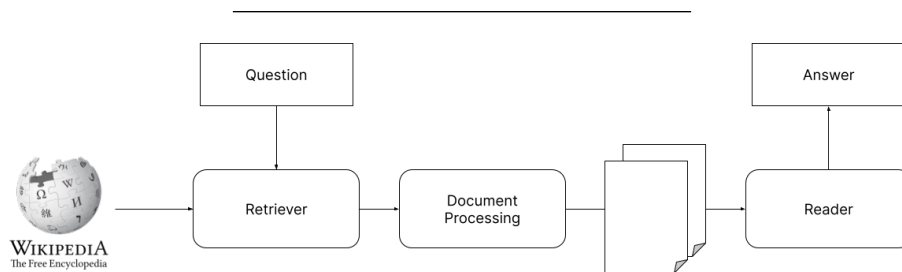 Question
Answer
Retriever
Document
Processing
Reader
WIKIPEDIA
The Free Encyclopedia